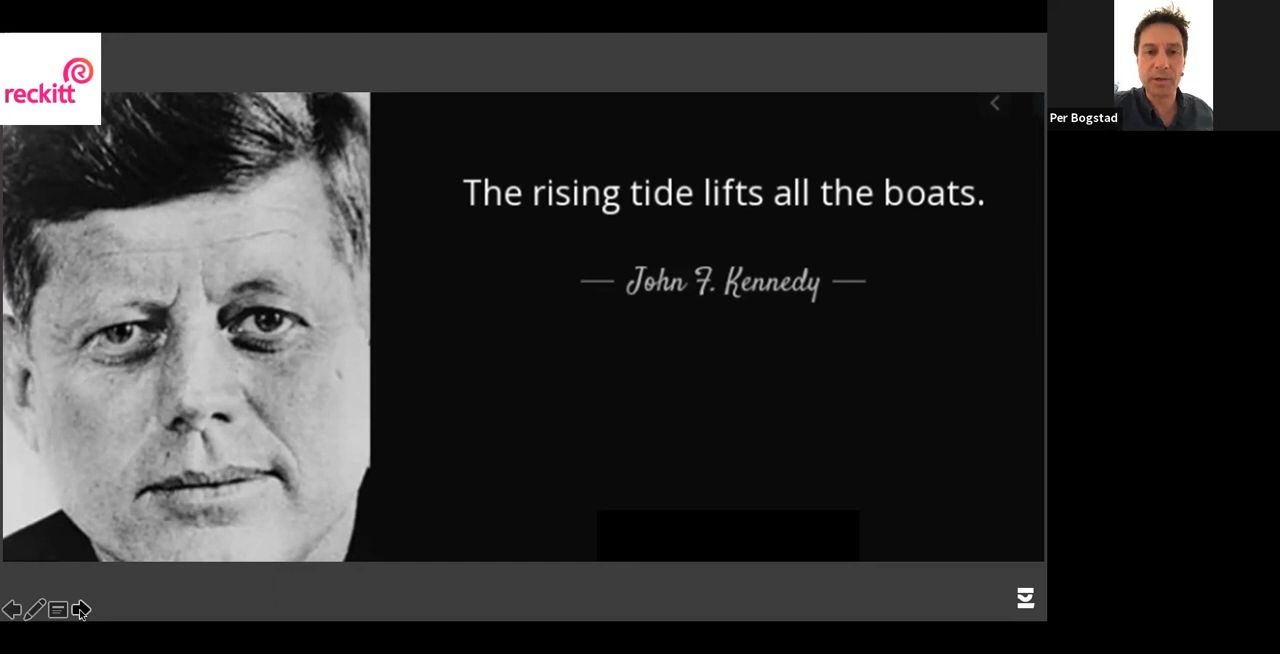 reckitt
The rising tide lifts all the boats.
— John F. Kennedy —
Per Bogstad